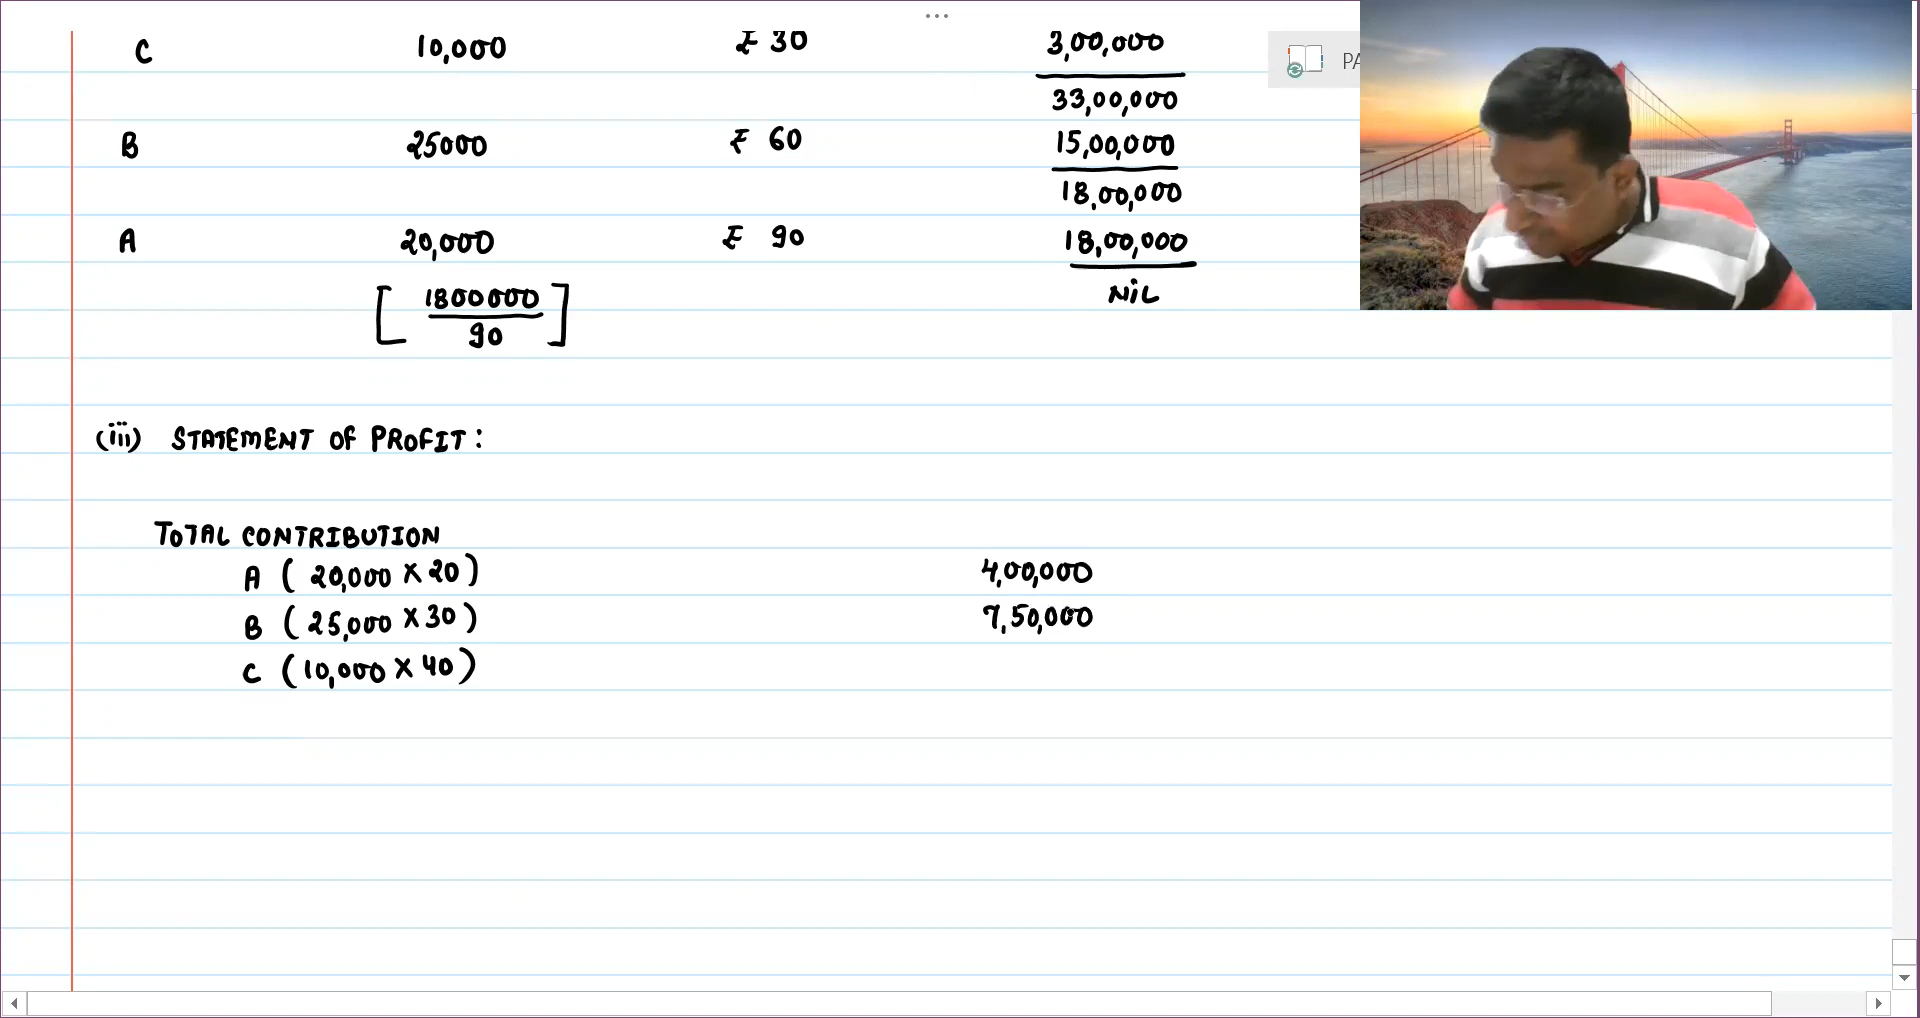 C 10,000 ₹ 30 3,00,000
33,00,000
B 25000 ₹ 60 15,00,000
18,00,000
A 20,000 ₹ 90 18,00,000
[ 1800000 / 90 ] NIL
(iii) STATEMENT OF PROFIT :
TOTAL CONTRIBUTION
A ( 20,000 X 20 ) 4,00,000
B ( 25,000 X 30 ) 7,50,000
C ( 10,000 X 40 )
PA